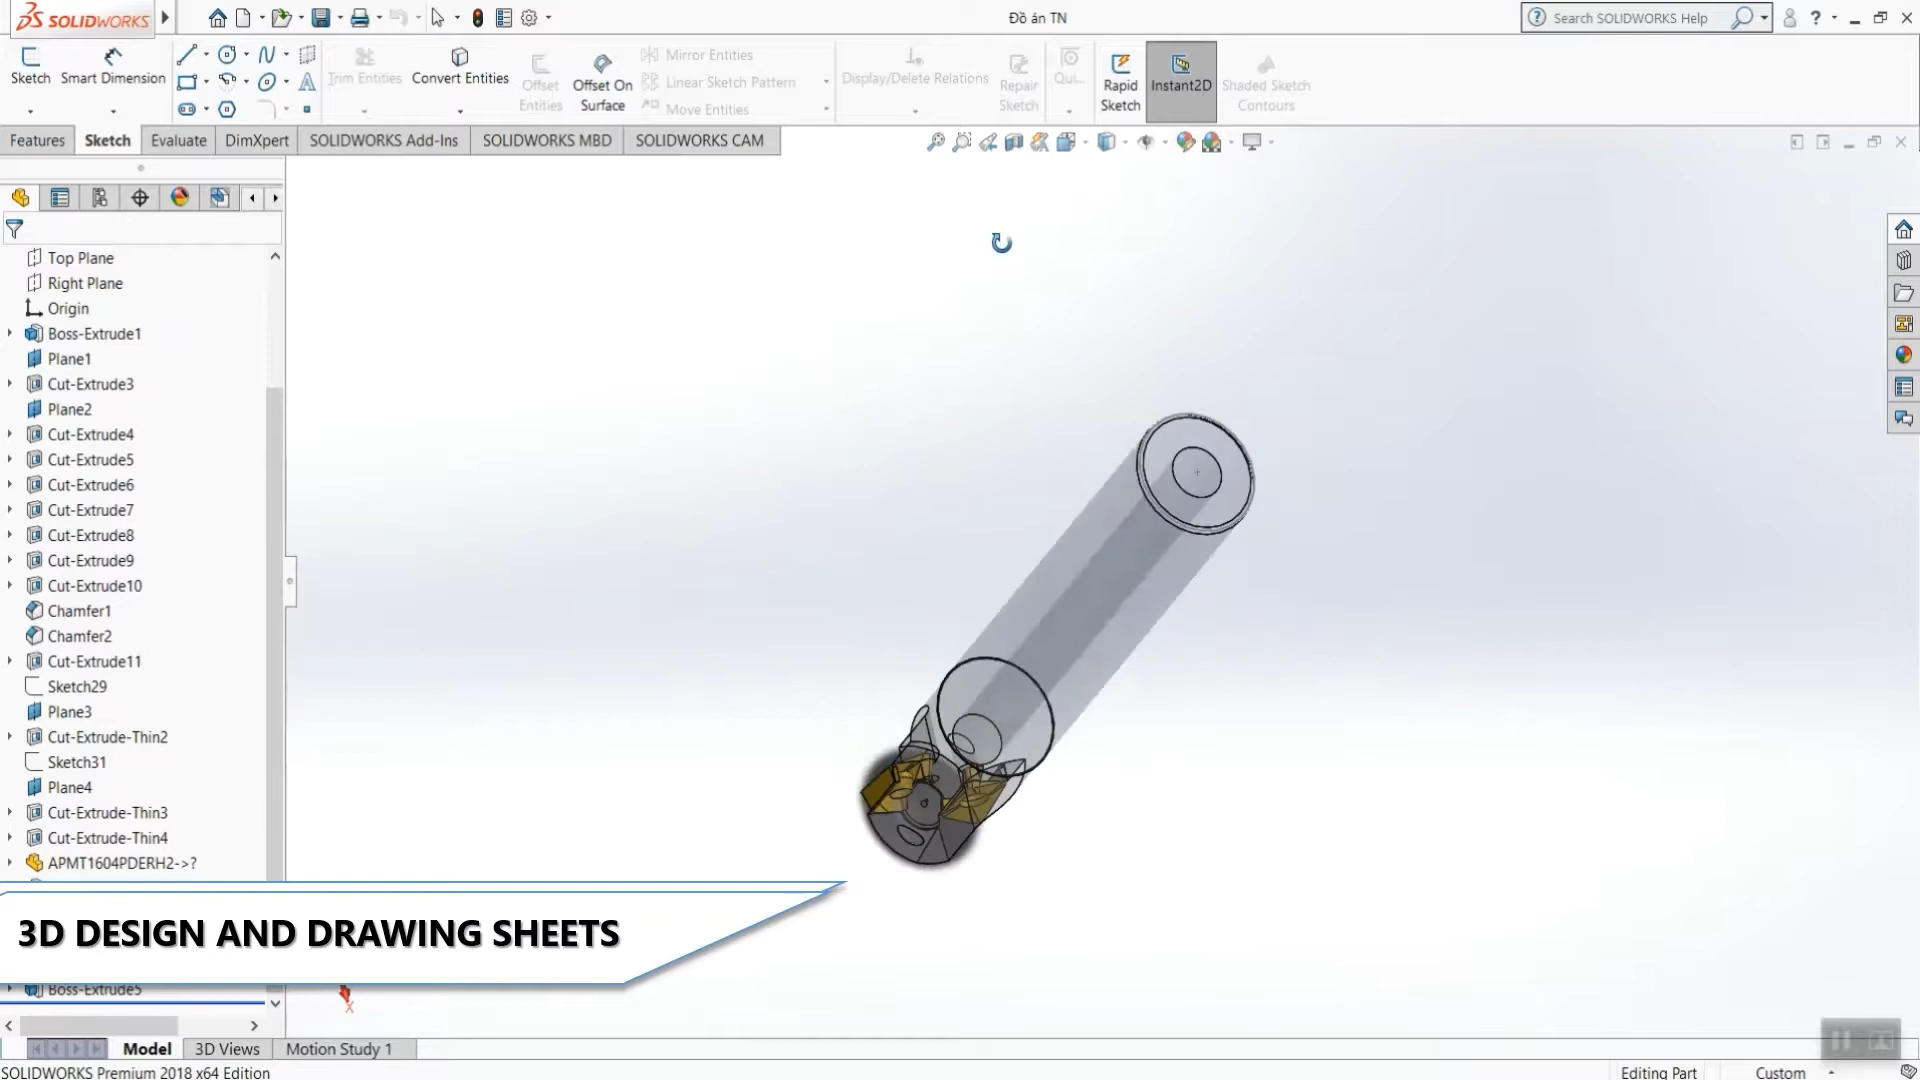 SOLIDWORKS
Đồ án TN
Search SOLIDWORKS Help
Sketch
Smart Dimension
Trim Entities
Convert Entities
Offset Entities
Offset On Surface
Mirror Entities
Linear Sketch Pattern
Move Entities
Display/Delete Relations
Repair Sketch
Qui...
Rapid Sketch
Instant2D
Shaded Sketch Contours
Features
Sketch
Evaluate
DimXpert
SOLIDWORKS Add-Ins
SOLIDWORKS MBD
SOLIDWORKS CAM
Top Plane
Right Plane
Origin
Boss-Extrude1
Plane1
Cut-Extrude3
Plane2
Cut-Extrude4
Cut-Extrude5
Cut-Extrude6
Cut-Extrude7
Cut-Extrude8
Cut-Extrude9
Cut-Extrude10
Chamfer1
Chamfer2
Cut-Extrude11
Sketch29
Plane3
Cut-Extrude-Thin2
Sketch31
Plane4
Cut-Extrude-Thin3
Cut-Extrude-Thin4
APMT1604PDERH2->?
3D DESIGN AND DRAWING SHEETS
Boss-Extrude5
X
Model
3D Views
Motion Study 1
SOLIDWORKS Premium 2018 x64 Edition
Editing Part
Custom